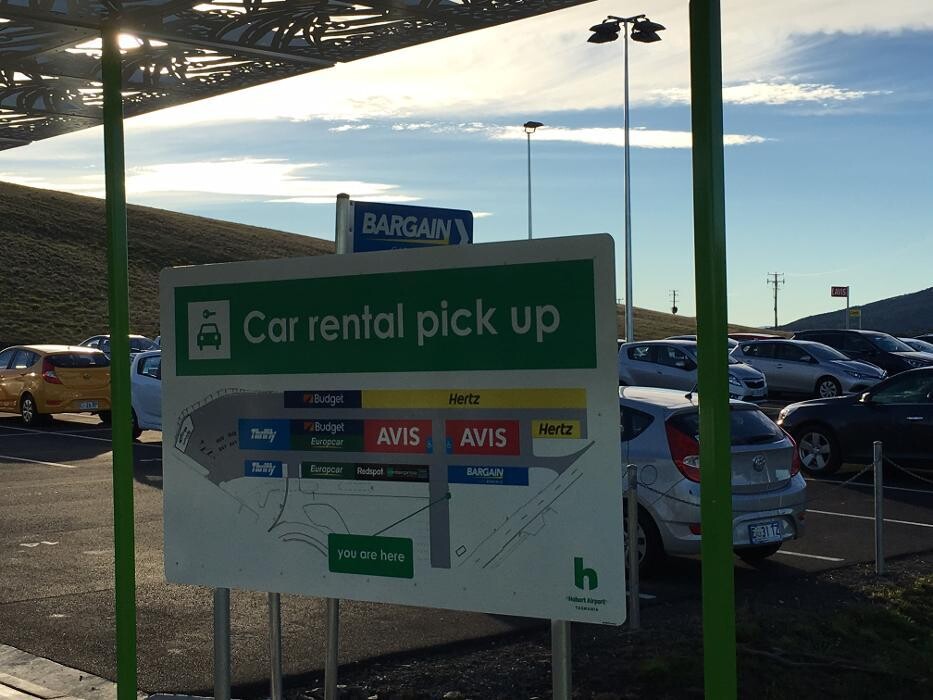 BARGAIN
Car rental pick up
Budget
Hertz
Thrifty
Budget
Europcar
AVIS
AVIS
Hertz
Thrifty
Europcar
Redspot
BARGAIN
you are here
h
Hobart Airport
TASMANIA
AVIS